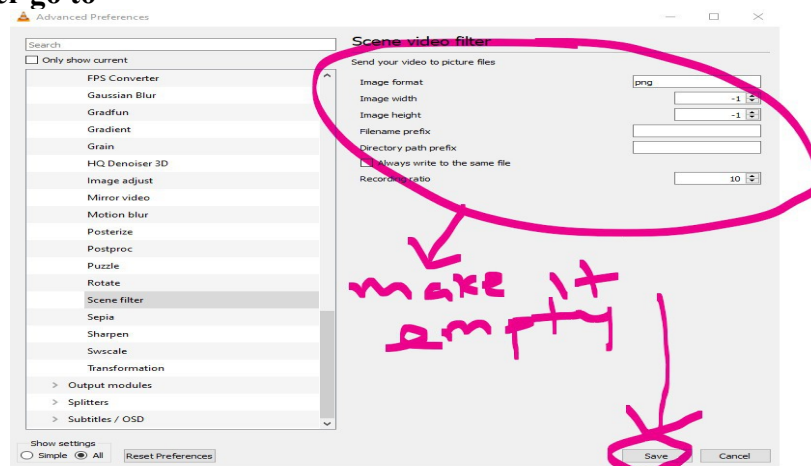 er go to
Advanced Preferences
Search
Only show current
FPS Converter
Gaussian Blur
Gradfun
Gradient
Grain
HQ Denoiser 3D
Image adjust
Mirror video
Motion blur
Posterize
Postproc
Puzzle
Rotate
Scene filter
Sepia
Sharpen
Swscale
Transformation
> Output modules
> Splitters
> Subtitles / OSD
Show settings
Simple All Reset Preferences
Scene video filter
Send your video to picture files
Image format png
Image width -1
Image height -1
Filename prefix
Directory path prefix
Always write to the same file
Recording ratio 10
make it
empty
Save Cancel